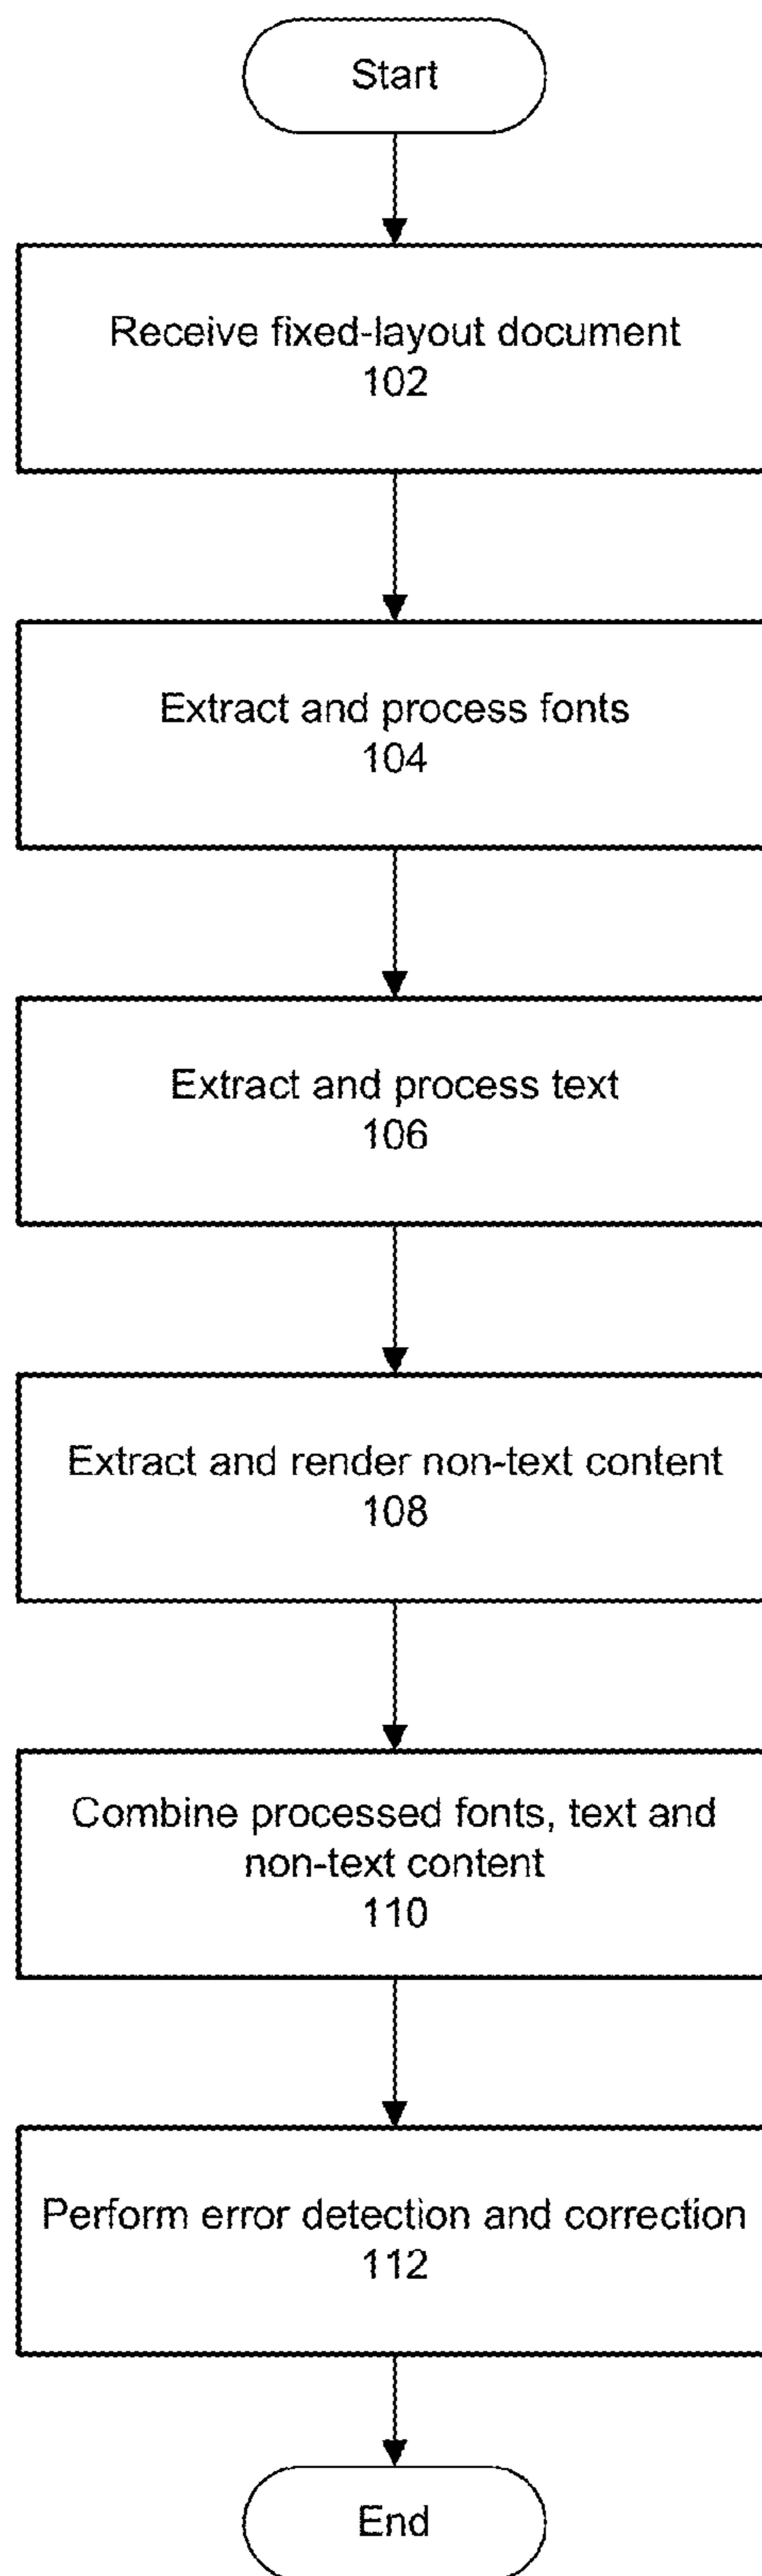 Start
Receive fixed-layout document
102
Extract and process fonts
104
Extract and process text
106
Extract and render non-text content
108
Combine processed fonts, text and
non-text content
110
Perform error detection and correction
112
End